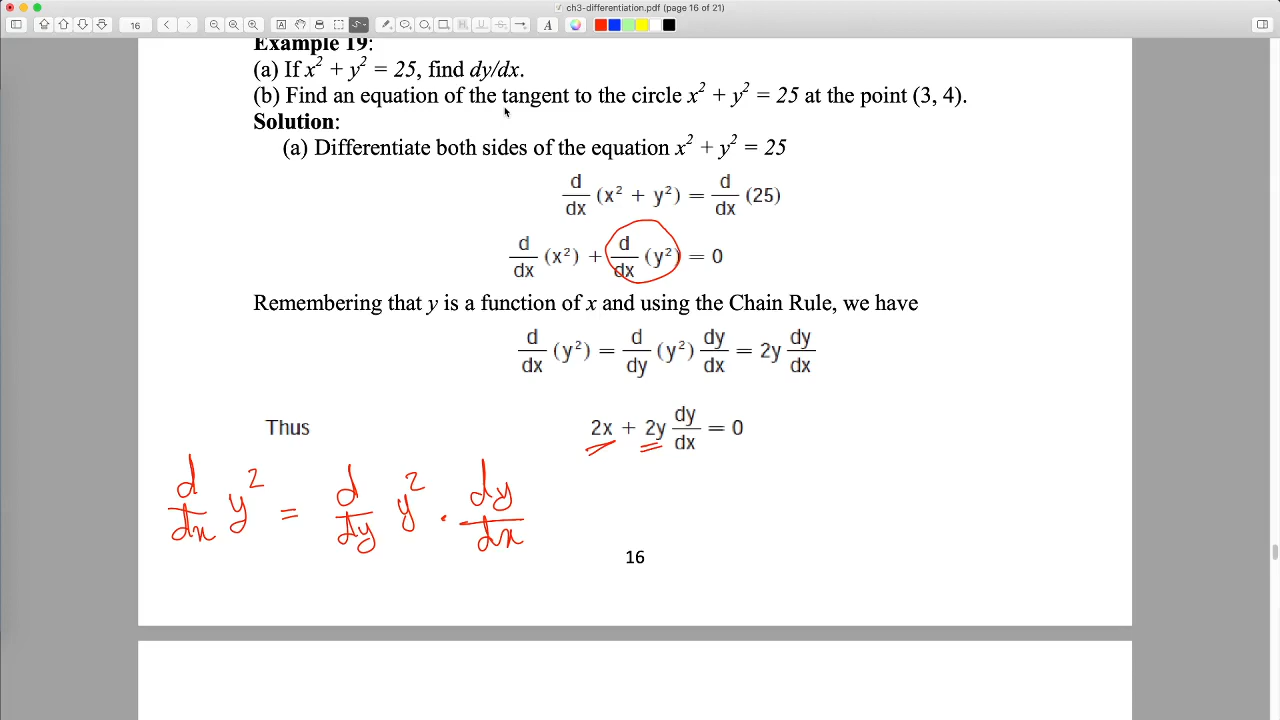 ch3-differentiation.pdf (page 16 of 21)
16
A
A
Example 19:
(a) If x² + y² = 25, find dy/dx.
(b) Find an equation of the tangent to the circle x² + y² = 25 at the point (3, 4).
Solution:
(a) Differentiate both sides of the equation x² + y² = 25
d/dx (x² + y²) = d/dx (25)
d/dx (x²) + d/dx (y²) = 0
Remembering that y is a function of x and using the Chain Rule, we have
d/dx (y²) = d/dy (y²) dy/dx = 2y dy/dx
Thus 2x + 2y dy/dx = 0
d/dx y² = d/dy y² · dy/dx
16